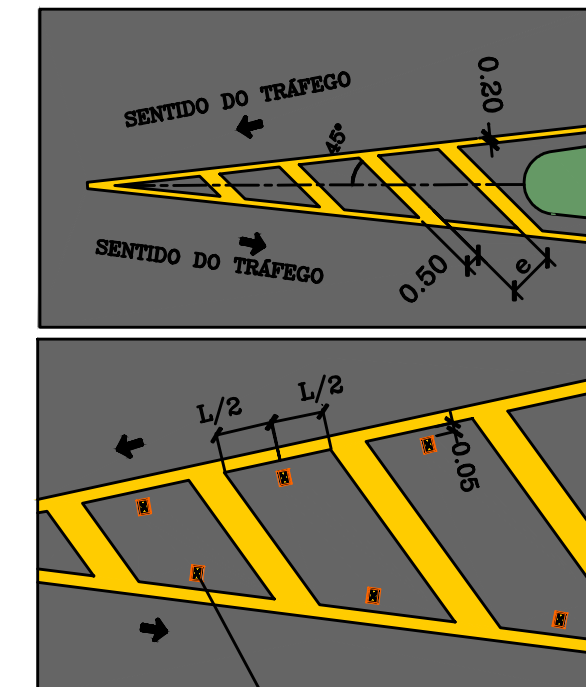 SENTIDO DO TRÁFEGO
0.20
45°
SENTIDO DO TRÁFEGO
0.50
e
L/2
L/2
0.05